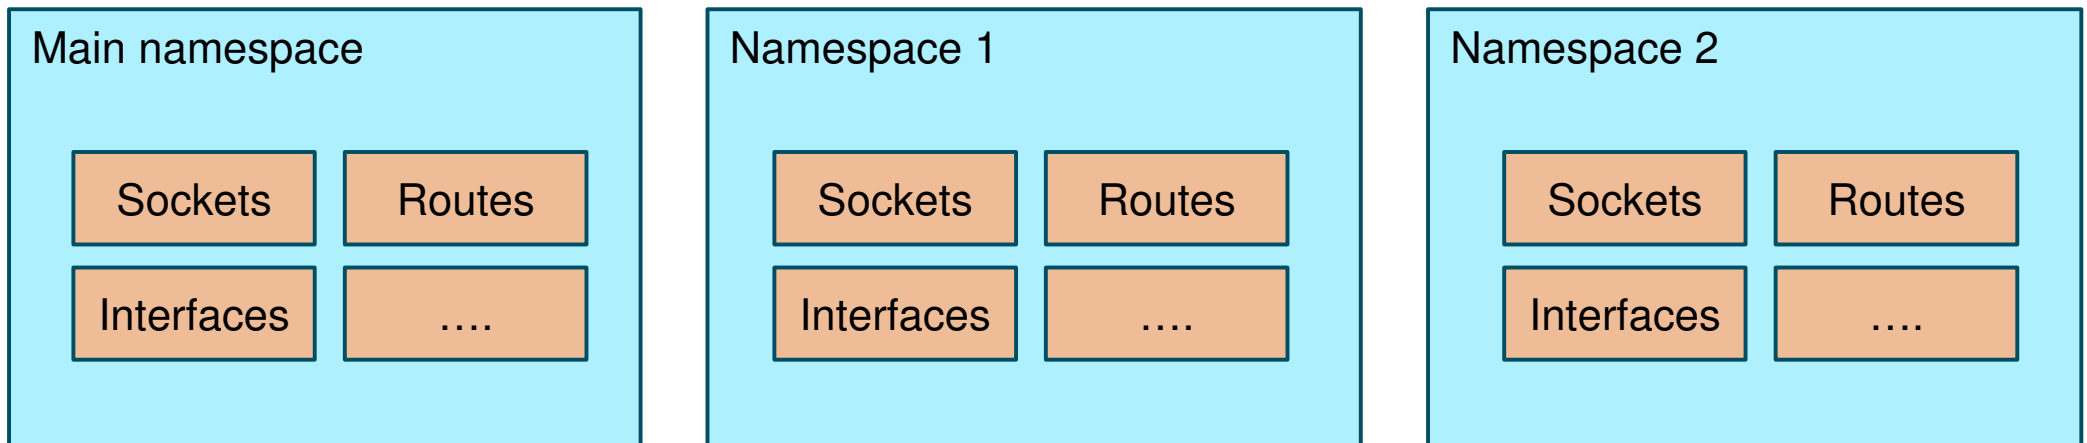 Main namespace
Sockets
Routes
Interfaces
....
Namespace 1
Sockets
Routes
Interfaces
....
Namespace 2
Sockets
Routes
Interfaces
....